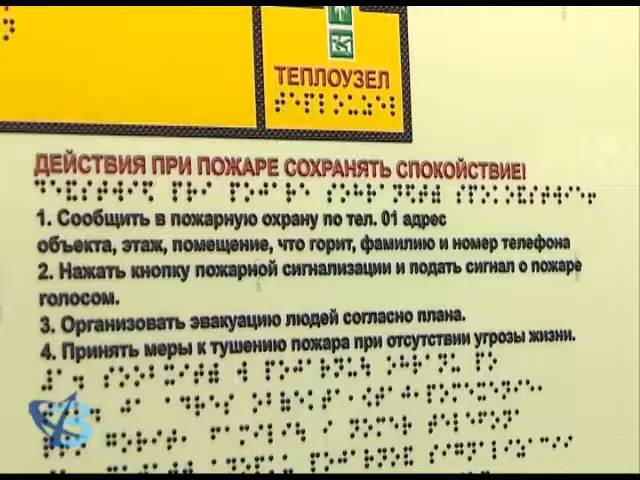 ТЕПЛОУЗЕЛ
ДЕЙСТВИЯ ПРИ ПОЖАРЕ СОХРАНЯТЬ СПОКОЙСТВИЕ!
1. Сообщить в пожарную охрану по тел. 01 адрес
объекта, этаж, помещение, что горит, фамилию и номер телефона
2. Нажать кнопку пожарной сигнализации и подать сигнал о пожаре
голосом.
3. Организовать эвакуацию людей согласно плана.
4. Принять меры к тушению пожара при отсутствии угрозы жизни.